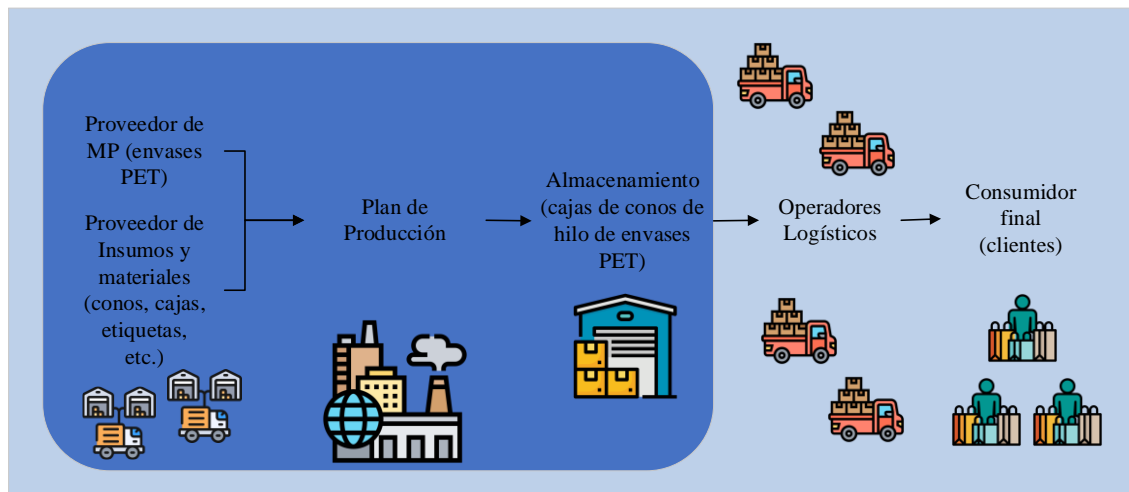 Proveedor de
MP (envases
PET)
Proveedor de
Insumos y
materiales
(conos, cajas,
etiquetas,
etc.)
Plan de
Producción
Almacenamiento
(cajas de conos de
hilo de envases
PET)
Operadores
Logísticos
Consumidor
final
(clientes)